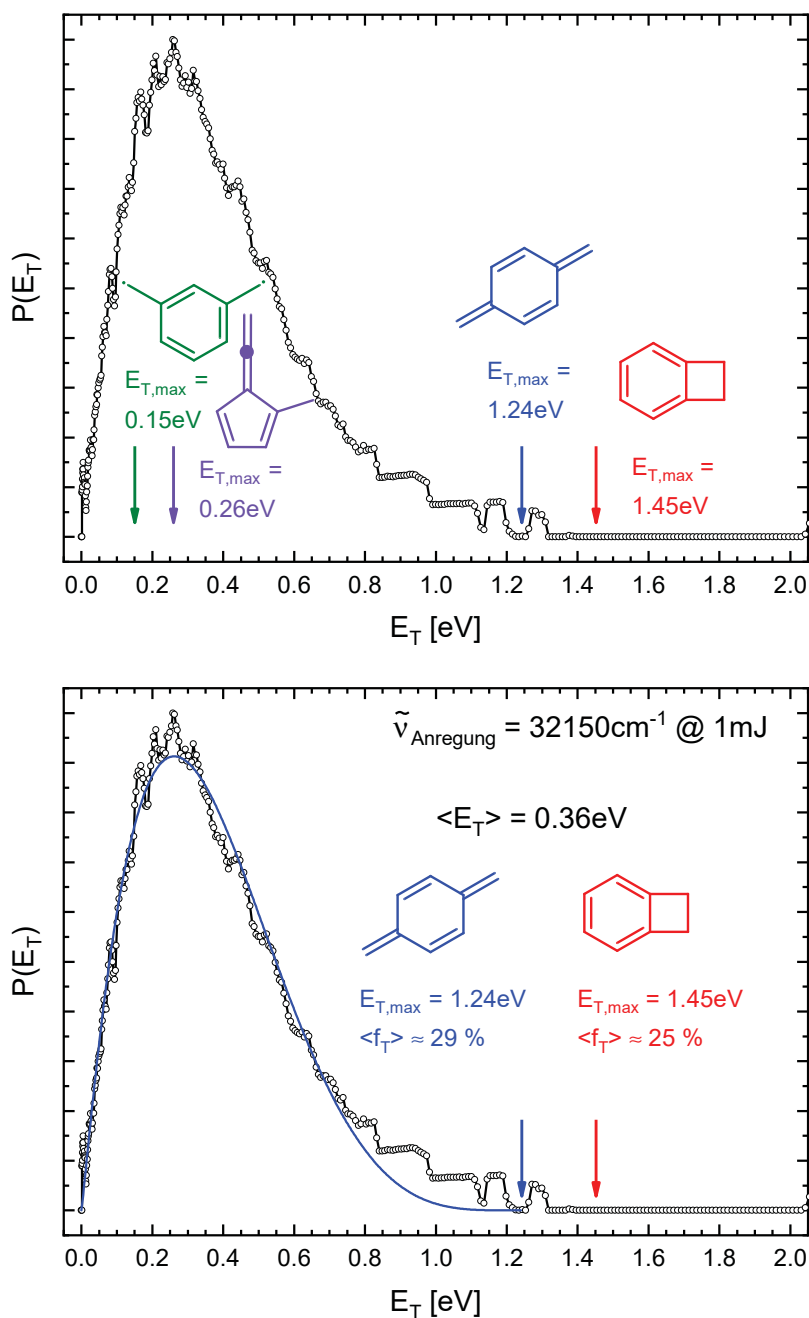 P(E_T)
E_T,max =
0.15eV
E_T,max =
0.26eV
E_T,max =
1.24eV
E_T,max =
1.45eV
0.0 0.2 0.4 0.6 0.8 1.0 1.2 1.4 1.6 1.8 2.0
E_T [eV]
P(E_T)
ν̃_Anregung = 32150cm⁻¹ @ 1mJ
<E_T> = 0.36eV
E_T,max = 1.24eV
<f_T> ≈ 29 %
E_T,max = 1.45eV
<f_T> ≈ 25 %
0.0 0.2 0.4 0.6 0.8 1.0 1.2 1.4 1.6 1.8 2.0
E_T [eV]